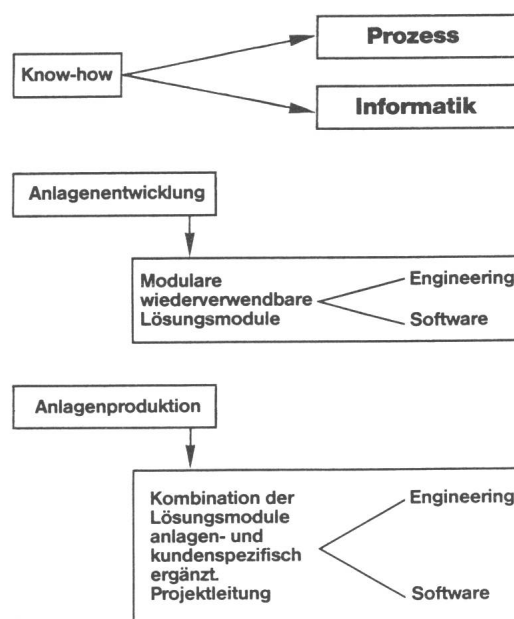 Prozess
Know-how
Informatik
Anlagenentwicklung
Modulare
wiederverwendbare
Lösungsmodule
Engineering
Software
Anlagenproduktion
Kombination der
Lösungsmodule
anlagen- und
kundenspezifisch
ergänzt.
Projektleitung
Engineering
Software